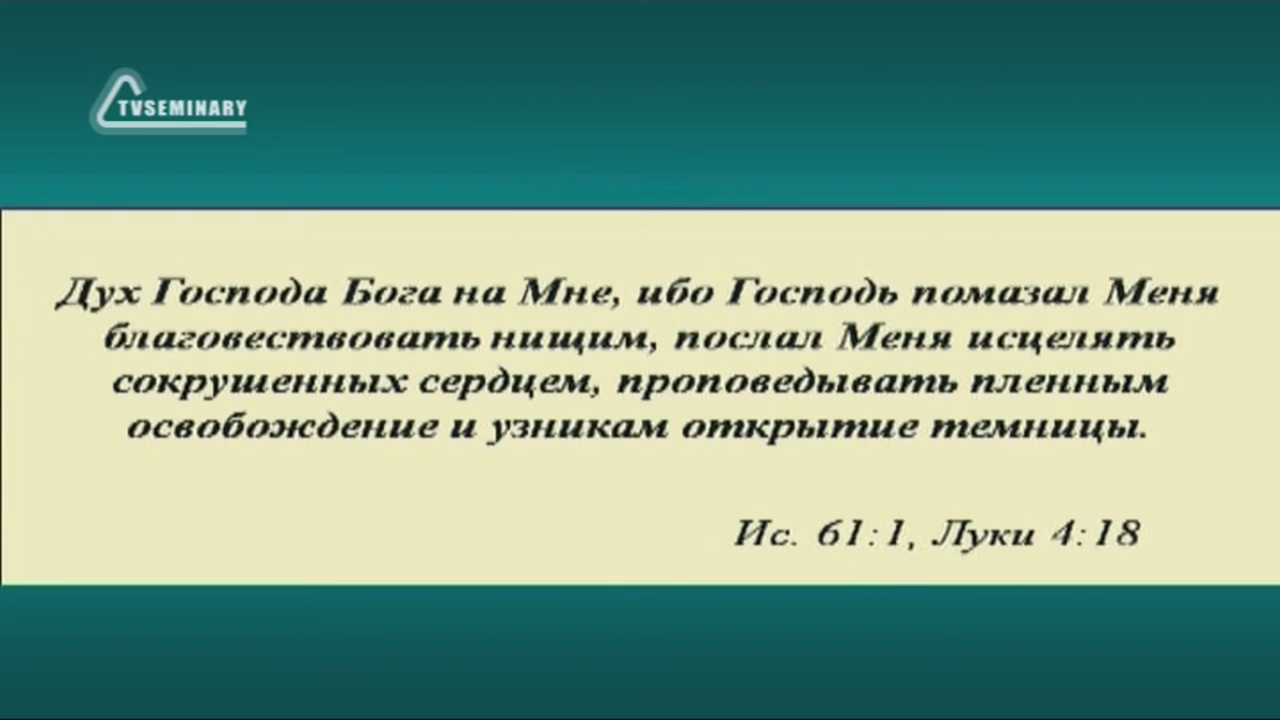 TVSEMINARY
Дух Господа Бога на Мне, ибо Господь помазал Меня
благовествовать нищим, послал Меня исцелять
сокрушенных сердцем, проповедывать пленным
освобождение и узникам открытие темницы.
Ис. 61:1, Луки 4:18